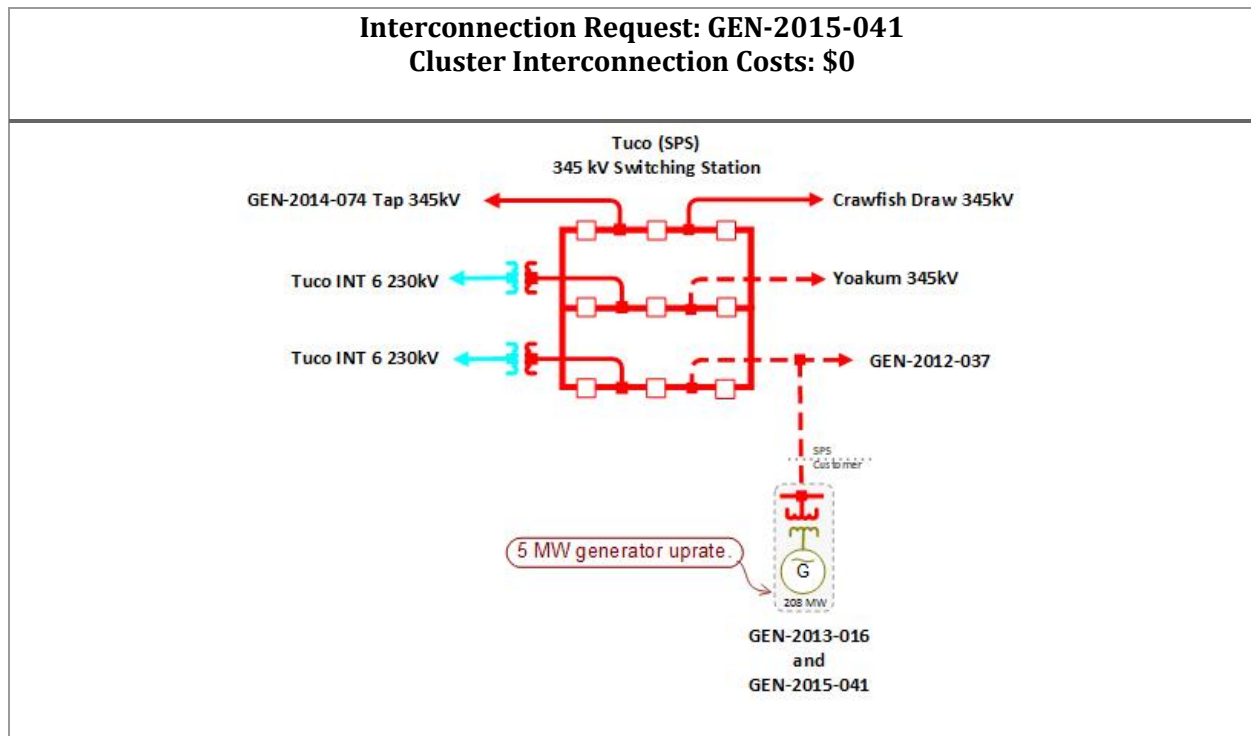 Interconnection Request: GEN-2015-041
Cluster Interconnection Costs: $0
Tuco (SPS)
345 kV Switching Station
GEN-2014-074 Tap 345kV
Crawfish Draw 345kV
Tuco INT 6 230kV
Yoakum 345kV
Tuco INT 6 230kV
GEN-2012-037
SPS
Customer
5 MW generator uprate.
G
208 MW
GEN-2013-016
and
GEN-2015-041